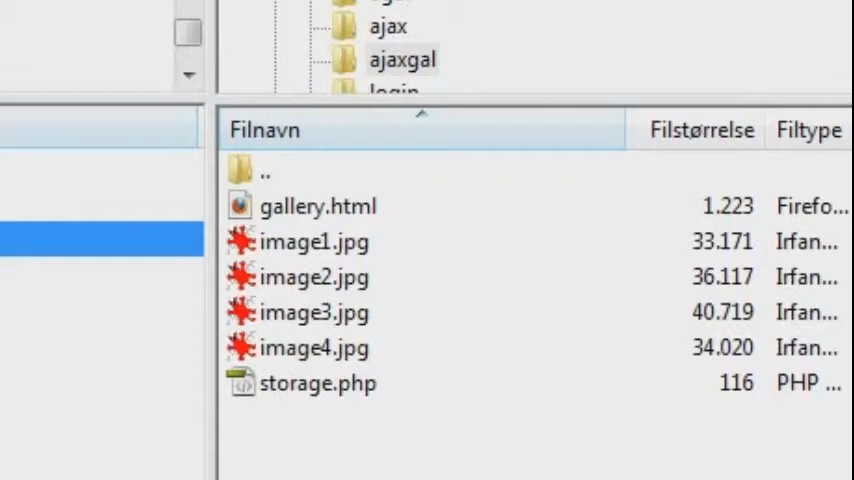 ajax
ajaxgal
login
Filnavn Filstørrelse Filtype
..
gallery.html 1.223 Firefo...
image1.jpg 33.171 Irfan...
image2.jpg 36.117 Irfan...
image3.jpg 40.719 Irfan...
image4.jpg 34.020 Irfan...
storage.php 116 PHP ...